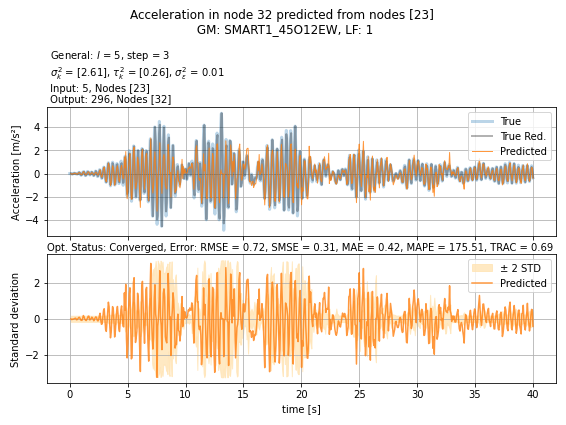 Acceleration in node 32 predicted from nodes [23]
GM: SMART1_45O12EW, LF: 1
General: l = 5, step = 3
σ²ₖ = [2.61], τ²ₖ = [0.26], σ²ε = 0.01
Input: 5, Nodes [23]
Output: 296, Nodes [32]
Acceleration [m/s²]
4
2
0
−2
−4
True
True Red.
Predicted
Opt. Status: Converged, Error: RMSE = 0.72, SMSE = 0.31, MAE = 0.42, MAPE = 175.51, TRAC = 0.69
Standard deviation
2
0
−2
± 2 STD
Predicted
0 5 10 15 20 25 30 35 40
time [s]